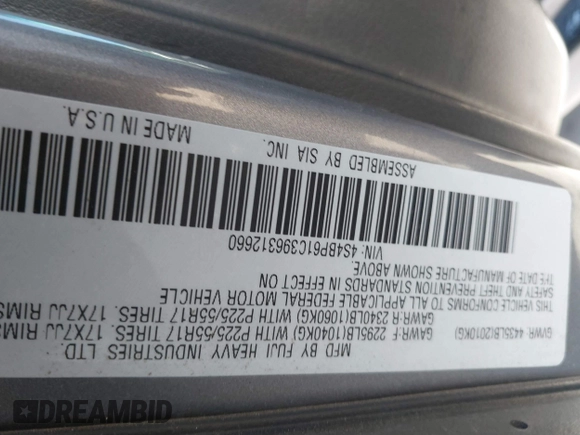 MFD BY FUJI HEAVY INDUSTRIES LTD.
GVWR: 4435LB(2010KG)
GAWR-F: 2295LB(1040KG) WITH P225/55R17 TIRES. 17X7JJ RIMS
GAWR-R: 2340LB(1060KG) WITH P225/55R17 TIRES. 17X7JJ RIMS
THIS VEHICLE CONFORMS TO ALL APPLICABLE FEDERAL MOTOR VEHICLE
SAFETY AND THEFT PREVENTION STANDARDS IN EFFECT ON
DATE OF MANUFACTURE SHOWN ABOVE.
VIN: 4S4BP61C396312660
ASSEMBLED BY SIA INC. MADE IN U.S.A.
DREAMBID